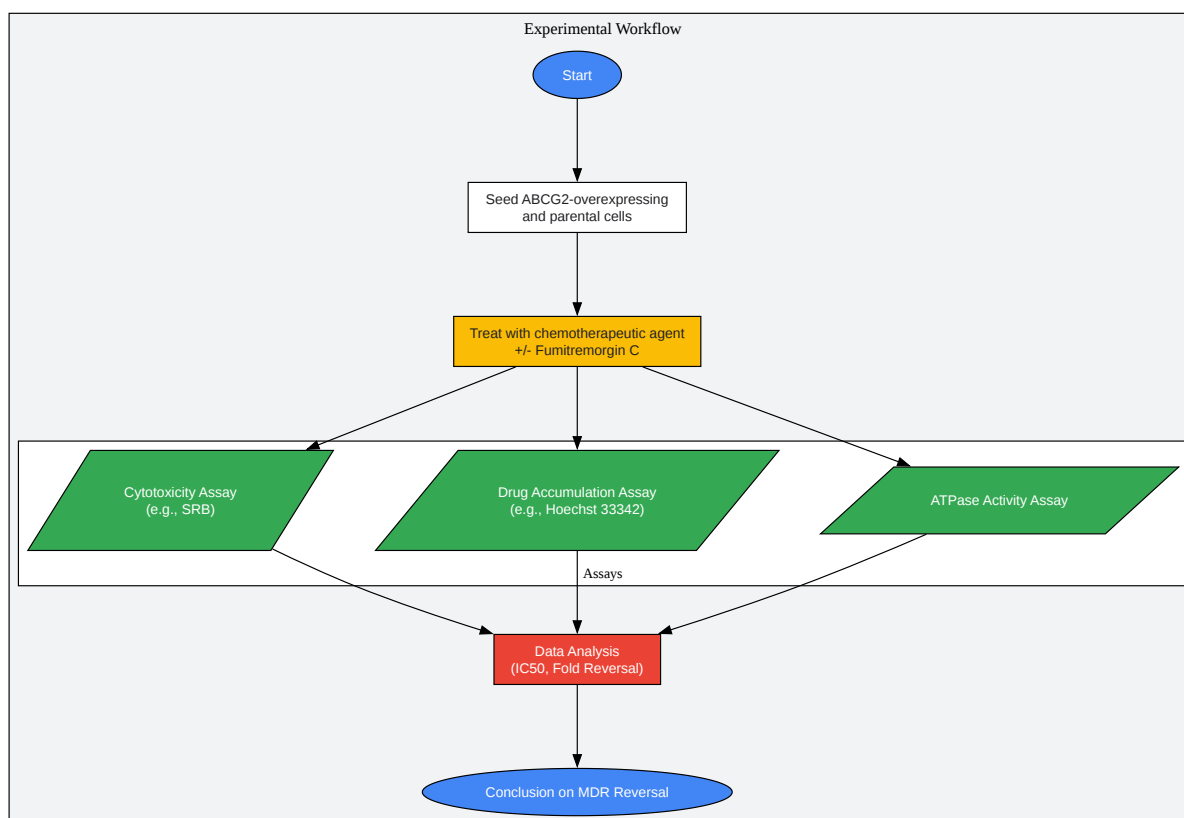 Experimental Workflow
Start
Seed ABCG2-overexpressing
and parental cells
Treat with chemotherapeutic agent
+/- Fumitremorgin C
Cytotoxicity Assay
(e.g., SRB)
Drug Accumulation Assay
(e.g., Hoechst 33342)
ATPase Activity Assay
Assays
Data Analysis
(IC50, Fold Reversal)
Conclusion on MDR Reversal